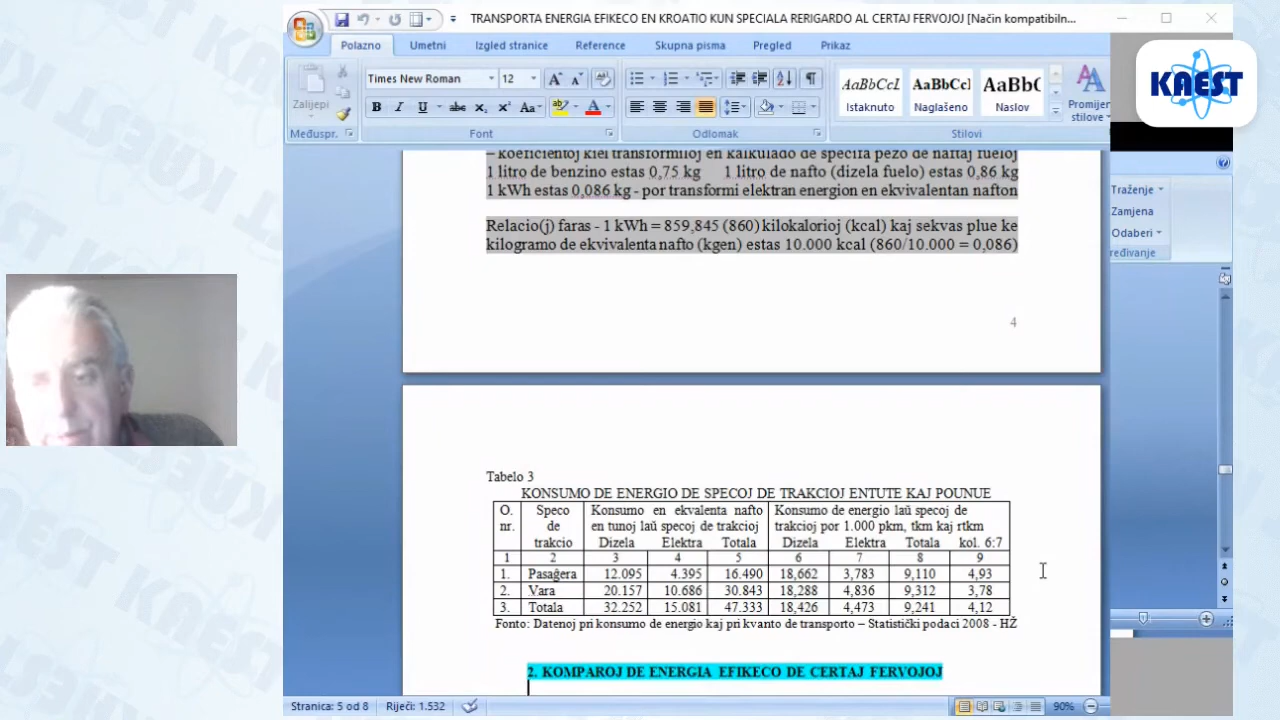 TRANSPORTA ENERGIA EFIKECO EN KROATIO KUN SPECIALA RERIGARDO AL CERTAJ FERVOJOJ [Način kompatibiln...
Polazno Umetni Izgled stranice Reference Skupna pisma Pregled Prikaz
KAEST
Times New Roman 12
Zalijepi
AaBbCcL AaBbCcI AaBb(
Istaknuto Naglašeno Naslov
Promijeni stilove
Međuspr. Font Odlomak Stilovi
Traženje
Zamjena
Odaberi
ređivanje
– koeficientoj kiel transformiloj en kalkulado de specifa pezo de naftaj fueloj
1 litro de benzino estas 0,75 kg 1 litro de nafto (dizela fuelo) estas 0,86 kg
1 kWh estas 0,086 kg - por transformi elektran energion en ekvivalentan nafton
Relacio(j) faras - 1 kWh = 859,845 (860) kilokalorioj (kcal) kaj sekvas plue ke
kilogramo de ekvivalenta nafto (kgen) estas 10.000 kcal (860/10.000 = 0,086)
4
Tabelo 3
KONSUMO DE ENERGIO DE SPECOJ DE TRAKCIOJ ENTUTE KAJ POUNUE
O. Speco Konsumo en ekvalenta nafto Konsumo de energio laŭ specoj de
nr. de en tunoj laŭ specoj de trakcioj trakcioj por 1.000 pkm, tkm kaj rtkm
trakcio Dizela Elektra Totala Dizela Elektra Totala kol. 6:7
1 2 3 4 5 6 7 8 9
1. Pasaĝera 12.095 4.395 16.490 18,662 3,783 9,110 4,93
2. Vara 20.157 10.686 30.843 18,288 4,836 9,312 3,78
3. Totala 32.252 15.081 47.333 18,426 4,473 9,241 4,12
Fonto: Datenoj pri konsumo de energio kaj pri kvanto de transporto – Statistički podaci 2008 - HŽ
2. KOMPAROJ DE ENERGIA EFIKECO DE CERTAJ FERVOJOJ
Stranica: 5 od 8 Riječi: 1.532 90%